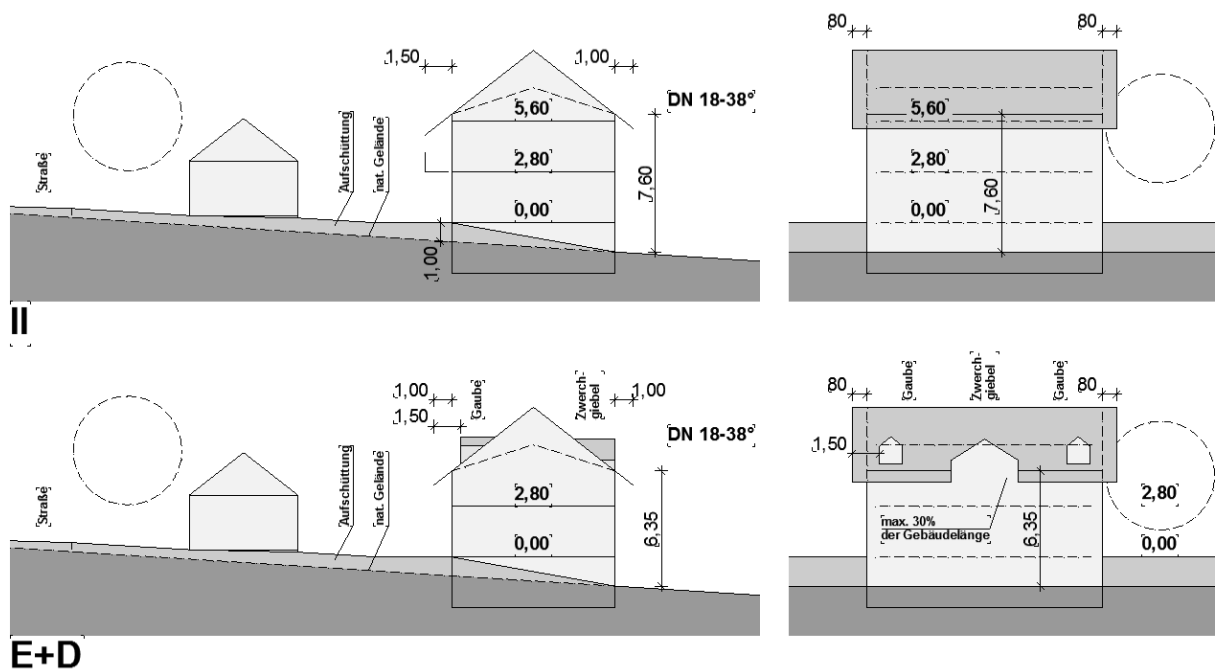 1,50
1,00
DN 18-38°
5,60
2,80
0,00
7,60
1,00
Straße
Aufschüttung
nat. Gelände
80
80
5,60
2,80
0,00
7,60
II
1,00
1,50
Gaube
Zwerch-
giebel
1,00
DN 18-38°
2,80
0,00
6,35
Straße
Aufschüttung
nat. Gelände
80
Gaube
Zwerch-
giebel
Gaube
80
1,50
max. 30%
der Gebäudelänge
6,35
2,80
0,00
E+D